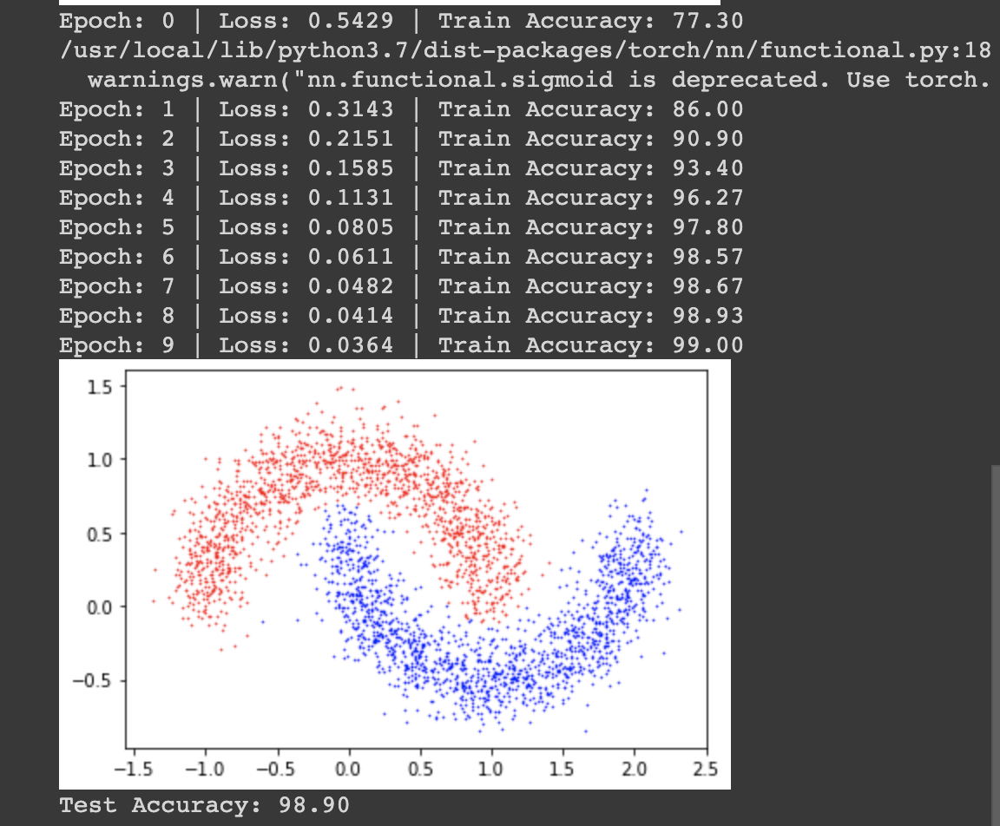 Epoch: 0 | Loss: 0.5429 | Train Accuracy: 77.30
/usr/local/lib/python3.7/dist-packages/torch/nn/functional.py:18
warnings.warn("nn.functional.sigmoid is deprecated. Use torch.
Epoch: 1 | Loss: 0.3143 | Train Accuracy: 86.00
Epoch: 2 | Loss: 0.2151 | Train Accuracy: 90.90
Epoch: 3 | Loss: 0.1585 | Train Accuracy: 93.40
Epoch: 4 | Loss: 0.1131 | Train Accuracy: 96.27
Epoch: 5 | Loss: 0.0805 | Train Accuracy: 97.80
Epoch: 6 | Loss: 0.0611 | Train Accuracy: 98.57
Epoch: 7 | Loss: 0.0482 | Train Accuracy: 98.67
Epoch: 8 | Loss: 0.0414 | Train Accuracy: 98.93
Epoch: 9 | Loss: 0.0364 | Train Accuracy: 99.00
1.5
1.0
0.5
0.0
−0.5
−1.5 −1.0 −0.5 0.0 0.5 1.0 1.5 2.0 2.5
Test Accuracy: 98.90